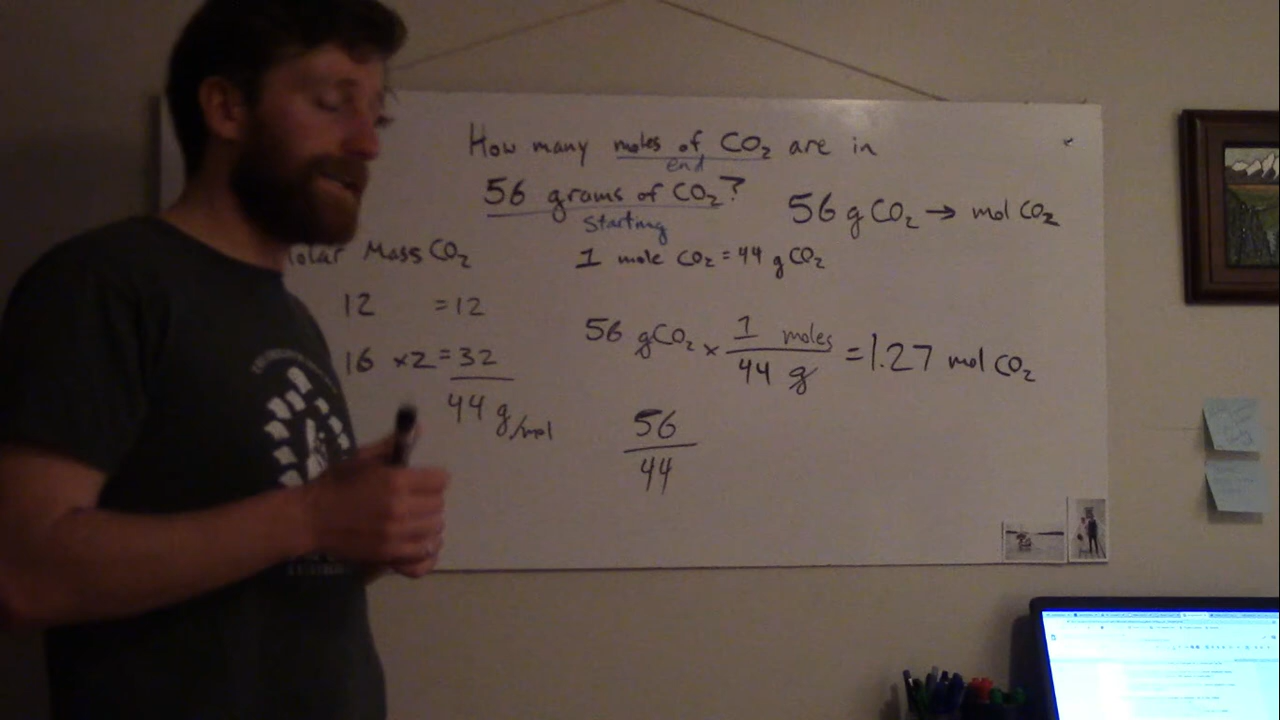 How many moles of CO₂ are in
end
56 grams of CO₂?
starting
56 g CO₂ → mol CO₂
Mass CO₂
12 = 12
16 ×2 = 32
44 g/mol
1 mole CO₂ = 44 g CO₂
56 g CO₂ × 1 moles / 44 g = 1.27 mol CO₂
56
44